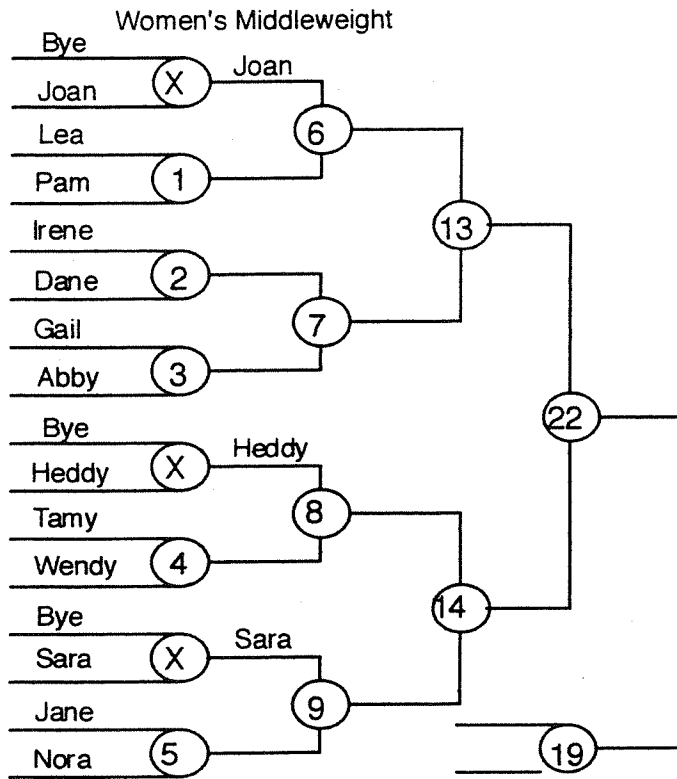 Women's Middleweight
Bye
Joan
X
Joan
6
Lea
Pam
1
13
Irene
Dane
2
7
Gail
Abby
3
22
Bye
Heddy
X
Heddy
8
Tamy
Wendy
4
14
Bye
Sara
X
Sara
9
Jane
Nora
5
19